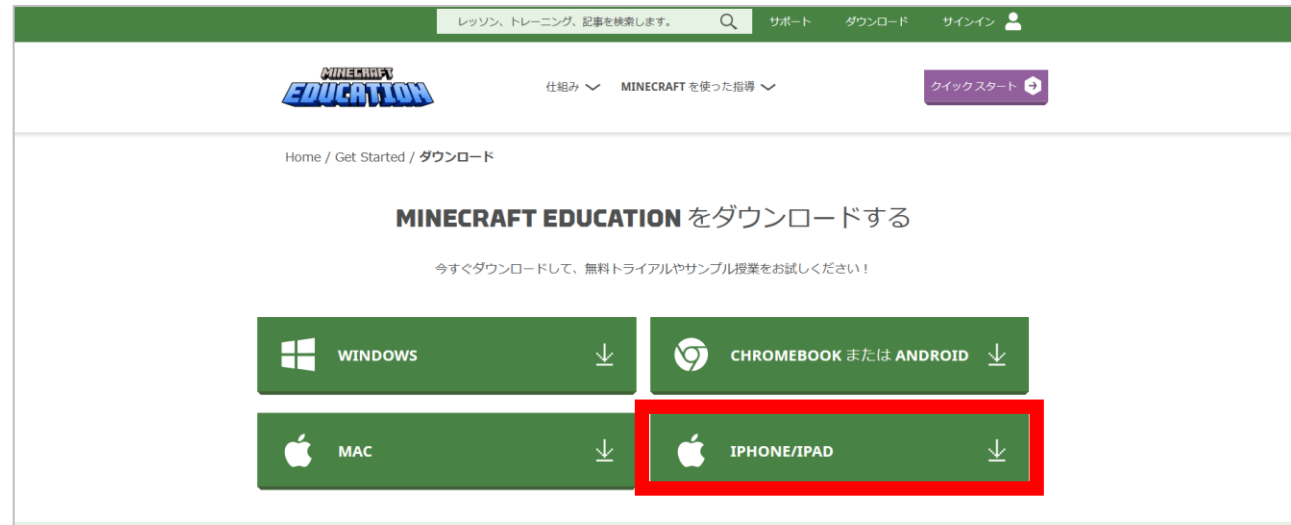 レッスン、トレーニング、記事を検索します。 サポート ダウンロード サインイン
MINECRAFT
EDUCATION
仕組み MINECRAFT を使った指導 クイック スタート
Home / Get Started / ダウンロード
MINECRAFT EDUCATION をダウンロードする
今すぐダウンロードして、無料トライアルやサンプル授業をお試しください！
WINDOWS
CHROMEBOOK または ANDROID
MAC
IPHONE/IPAD